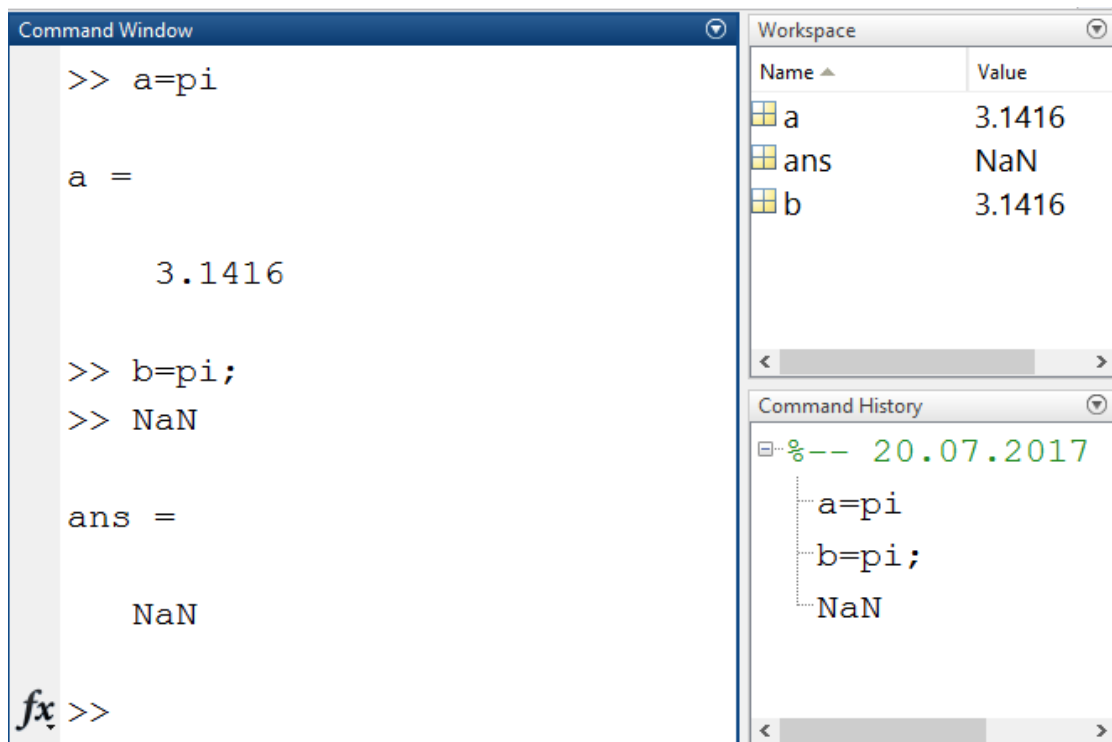 Command Window
>> a=pi
a =
3.1416
>> b=pi;
>> NaN
ans =
NaN
fx >>
Workspace
Name Value
a 3.1416
ans NaN
b 3.1416
Command History
%-- 20.07.2017
a=pi
b=pi;
NaN